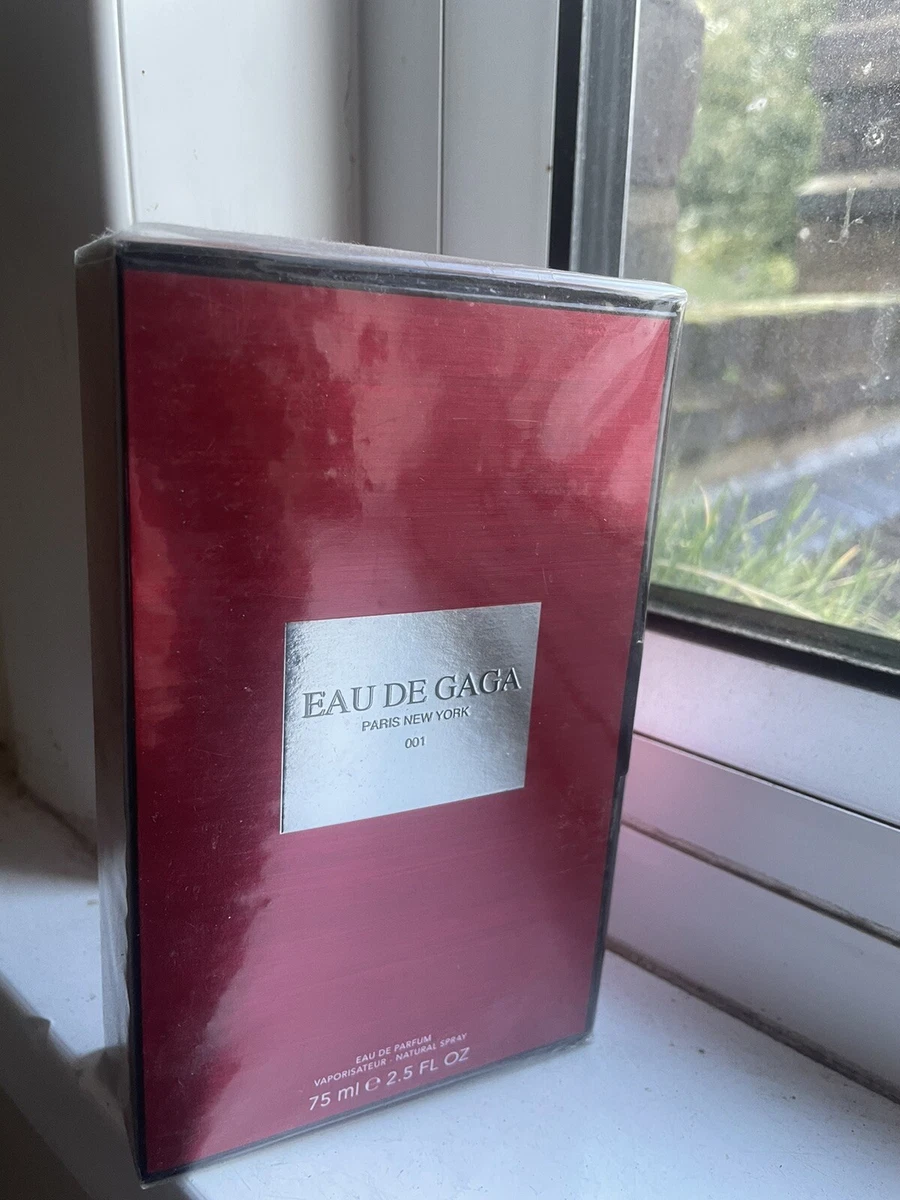 EAU DE GAGA
PARIS NEW YORK
001
EAU DE PARFUM
VAPORISATEUR · NATURAL SPRAY
75 ml ℮ 2.5 FL OZ